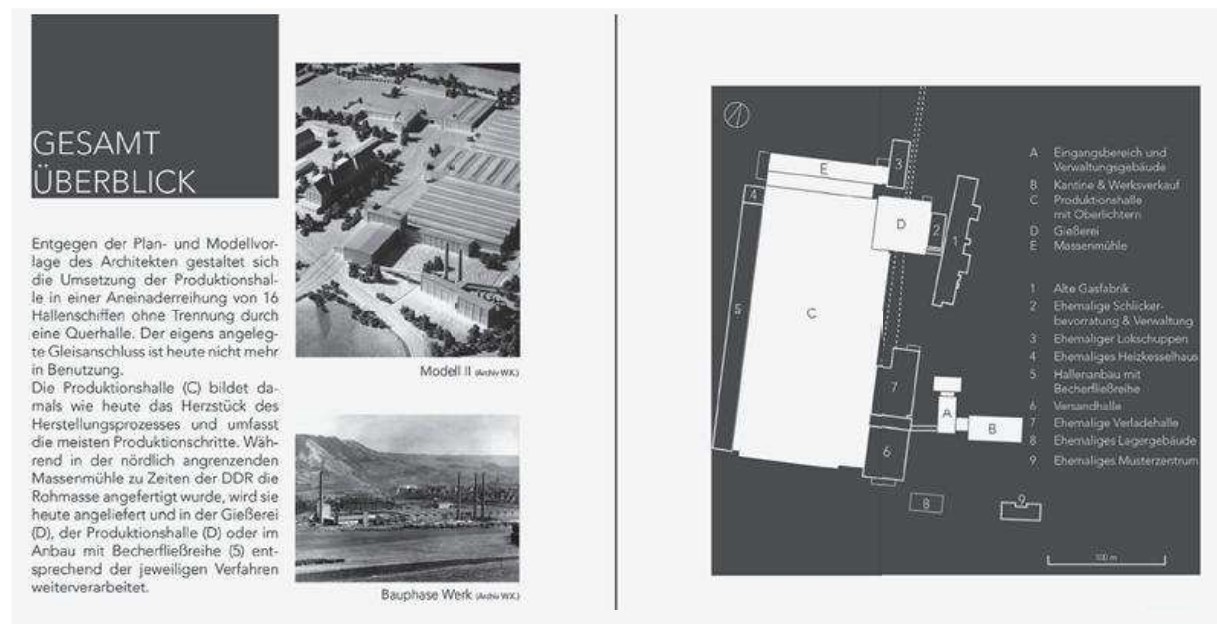 GESAMT
ÜBERBLICK
Entgegen der Plan- und Modellvor-
lage des Architekten gestaltet sich
die Umsetzung der Produktionshal-
le in einer Aneinaderreihung von 16
Hallenschiffen ohne Trennung durch
eine Querhalle. Der eigens angeleg-
te Gleisanschluss ist heute nicht mehr
in Benutzung.
Die Produktionshalle (C) bildet da-
mals wie heute das Herzstück des
Herstellungsprozesses und umfasst
die meisten Produktionschritte. Wäh-
rend in der nördlich angrenzenden
Massenmühle zu Zeiten der DDR die
Rohmasse angefertigt wurde, wird sie
heute angeliefert und in der Gießerei
(D), der Produktionshalle (D) oder im
Anbau mit Becherfließreihe (5) ent-
sprechend der jeweiligen Verfahren
weiterverarbeitet.
Modell II (Archiv W.K.)
Bauphase Werk (Archiv W.K.)
E
3
4
D
2
1
5
C
7
A
B
6
8
9
100 m
A Eingangsbereich und
Verwaltungsgebäude
B Kantine & Werksverkauf
C Produktionshalle
mit Oberlichtern
D Gießerei
E Massenmühle
1 Alte Gasfabrik
2 Ehemalige Schlicker-
bevorratung & Verwaltung
3 Ehemaliger Lokschuppen
4 Ehemaliges Heizkesselhaus
5 Hallenanbau mit
Becherfließreihe
6 Versandhalle
7 Ehemalige Verladehalle
8 Ehemaliges Lagergebäude
9 Ehemaliges Musterzentrum